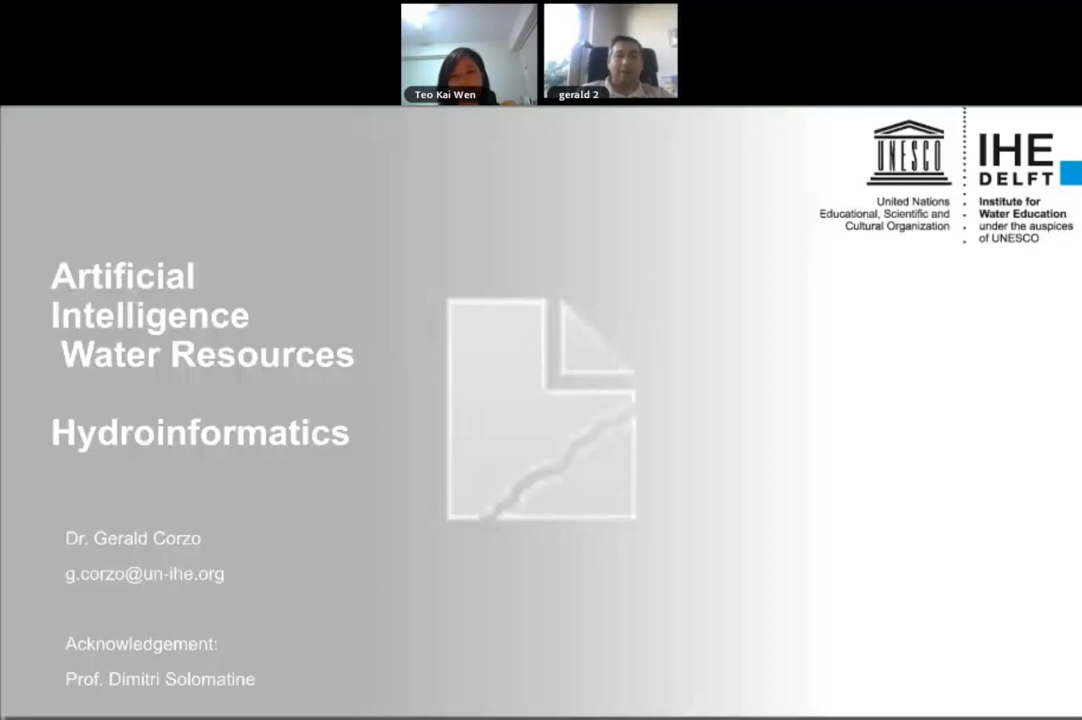 Teo Kai Wen
gerald 2
UNESCO
United Nations
Educational, Scientific and
Cultural Organization
IHE
DELFT
Institute for
Water Education
under the auspices
of UNESCO
Artificial
Intelligence
Water Resources
Hydroinformatics
Dr. Gerald Corzo
g.corzo@un-ihe.org
Acknowledgement:
Prof. Dimitri Solomatine